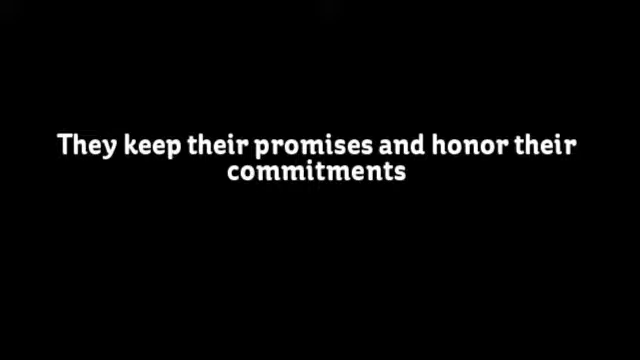 They keep their promises and honor their
commitments